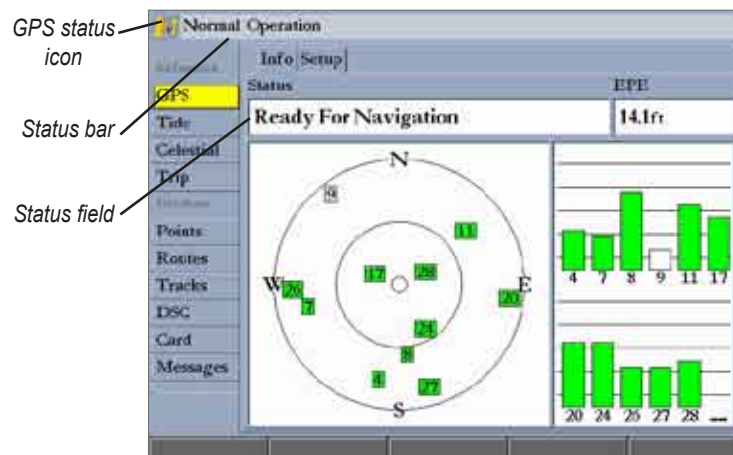 GPS status
icon
Status bar
Status field
Normal Operation
Info Setup
GPS
Tide
Celestial
Trip
Points
Routes
Tracks
DSC
Card
Messages
Status
EPE
Ready For Navigation
14.1ft
N
9
11
17
28
W
26
E
20
7
24
8
4
27
S
4 7 8 9 11 17
20 24 26 27 28 --